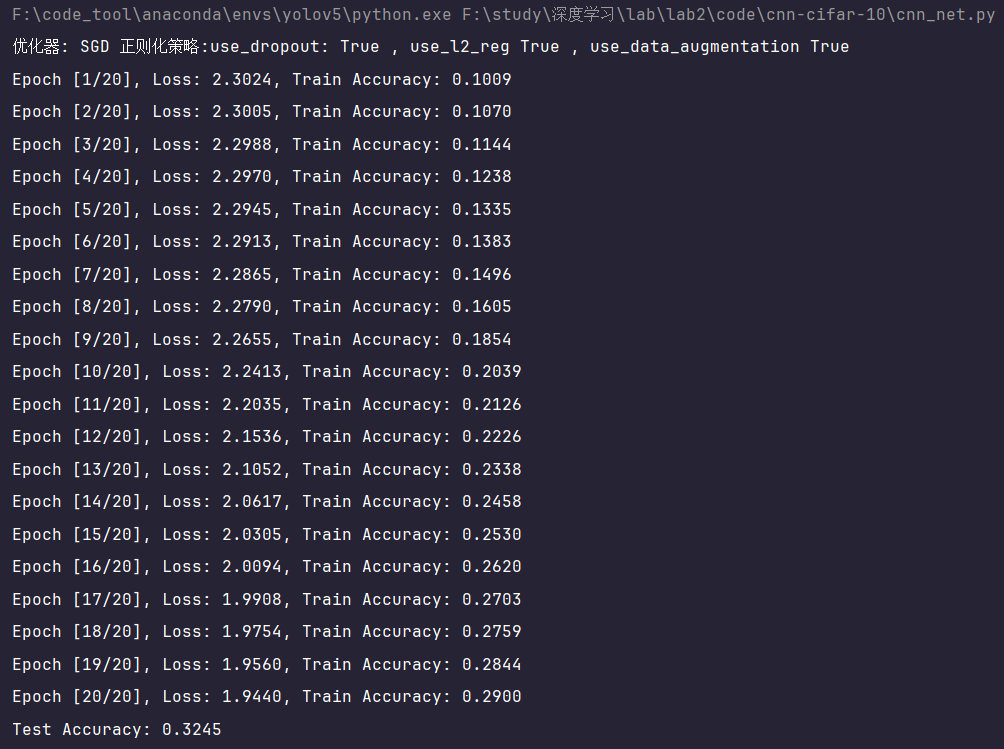 F:\code_tool\anaconda\envs\yolov5\python.exe F:\study\深度学习\lab\lab2\code\cnn-cifar-10\cnn_net.py
优化器: SGD 正则化策略:use_dropout: True , use_l2_reg True , use_data_augmentation True
Epoch [1/20], Loss: 2.3024, Train Accuracy: 0.1009
Epoch [2/20], Loss: 2.3005, Train Accuracy: 0.1070
Epoch [3/20], Loss: 2.2988, Train Accuracy: 0.1144
Epoch [4/20], Loss: 2.2970, Train Accuracy: 0.1238
Epoch [5/20], Loss: 2.2945, Train Accuracy: 0.1335
Epoch [6/20], Loss: 2.2913, Train Accuracy: 0.1383
Epoch [7/20], Loss: 2.2865, Train Accuracy: 0.1496
Epoch [8/20], Loss: 2.2790, Train Accuracy: 0.1605
Epoch [9/20], Loss: 2.2655, Train Accuracy: 0.1854
Epoch [10/20], Loss: 2.2413, Train Accuracy: 0.2039
Epoch [11/20], Loss: 2.2035, Train Accuracy: 0.2126
Epoch [12/20], Loss: 2.1536, Train Accuracy: 0.2226
Epoch [13/20], Loss: 2.1052, Train Accuracy: 0.2338
Epoch [14/20], Loss: 2.0617, Train Accuracy: 0.2458
Epoch [15/20], Loss: 2.0305, Train Accuracy: 0.2530
Epoch [16/20], Loss: 2.0094, Train Accuracy: 0.2620
Epoch [17/20], Loss: 1.9908, Train Accuracy: 0.2703
Epoch [18/20], Loss: 1.9754, Train Accuracy: 0.2759
Epoch [19/20], Loss: 1.9560, Train Accuracy: 0.2844
Epoch [20/20], Loss: 1.9440, Train Accuracy: 0.2900
Test Accuracy: 0.3245